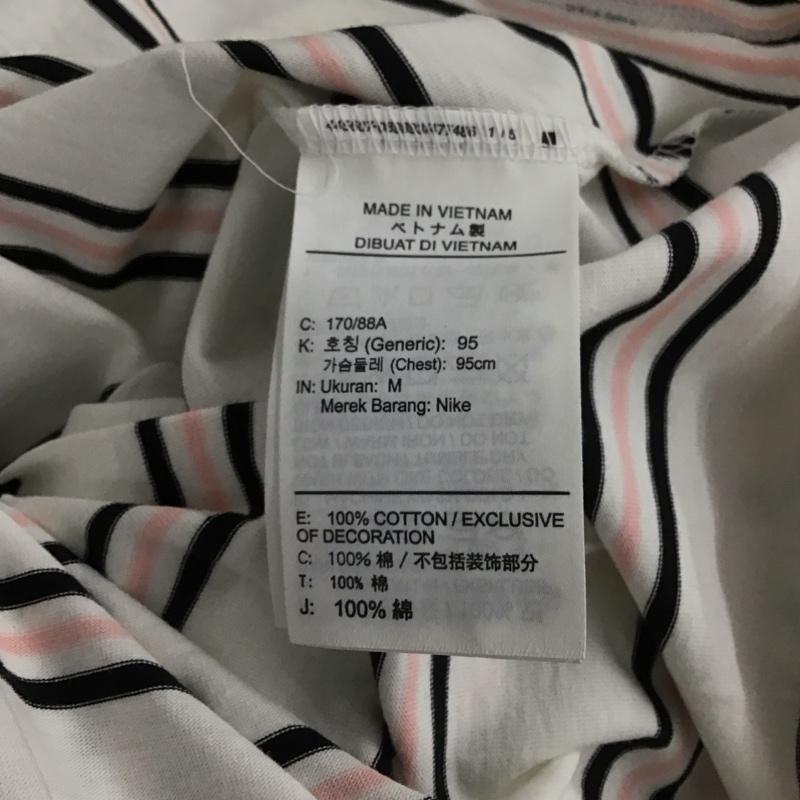 MADE IN VIETNAM
ベトナム製
DIBUAT DI VIETNAM
C: 170/88A
K: 호칭 (Generic): 95
가슴둘레 (Chest): 95cm
IN: Ukuran: M
Merek Barang: Nike
E: 100% COTTON / EXCLUSIVE
OF DECORATION
C: 100% 棉 / 不包括装饰部分
T: 100% 棉
J: 100% 綿